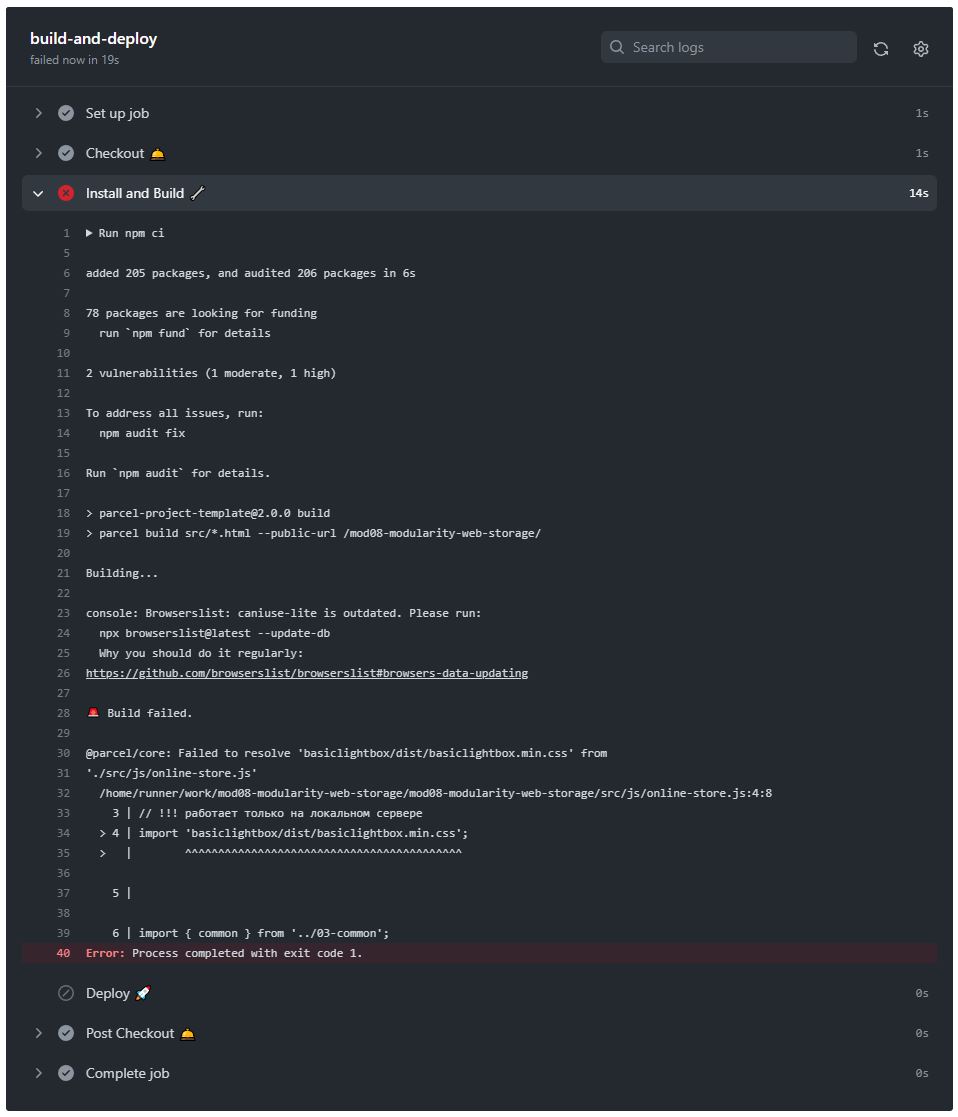 build-and-deploy
failed now in 19s
Search logs
Set up job 1s
Checkout 🛎️ 1s
Install and Build 🔧 14s
1 ▶ Run npm ci
5
6 added 205 packages, and audited 206 packages in 6s
7
8 78 packages are looking for funding
9 run `npm fund` for details
10
11 2 vulnerabilities (1 moderate, 1 high)
12
13 To address all issues, run:
14 npm audit fix
15
16 Run `npm audit` for details.
17
18 > parcel-project-template@2.0.0 build
19 > parcel build src/*.html --public-url /mod08-modularity-web-storage/
20
21 Building...
22
23 console: Browserslist: caniuse-lite is outdated. Please run:
24 npx browserslist@latest --update-db
25 Why you should do it regularly:
26 https://github.com/browserslist/browserslist#browsers-data-updating
27
28 🚨 Build failed.
29
30 @parcel/core: Failed to resolve 'basiclightbox/dist/basiclightbox.min.css' from
31 './src/js/online-store.js'
32 /home/runner/work/mod08-modularity-web-storage/mod08-modularity-web-storage/src/js/online-store.js:4:8
33 3 | // !!! работает только на локальном сервере
34 > 4 | import 'basiclightbox/dist/basiclightbox.min.css';
35 > | ^^^^^^^^^^^^^^^^^^^^^^^^^^^^^^^^^^^^^^^^^^
36
37 5 |
38
39 6 | import { common } from '../03-common';
40 Error: Process completed with exit code 1.
Deploy 🚀 0s
Post Checkout 🛎️ 0s
Complete job 0s